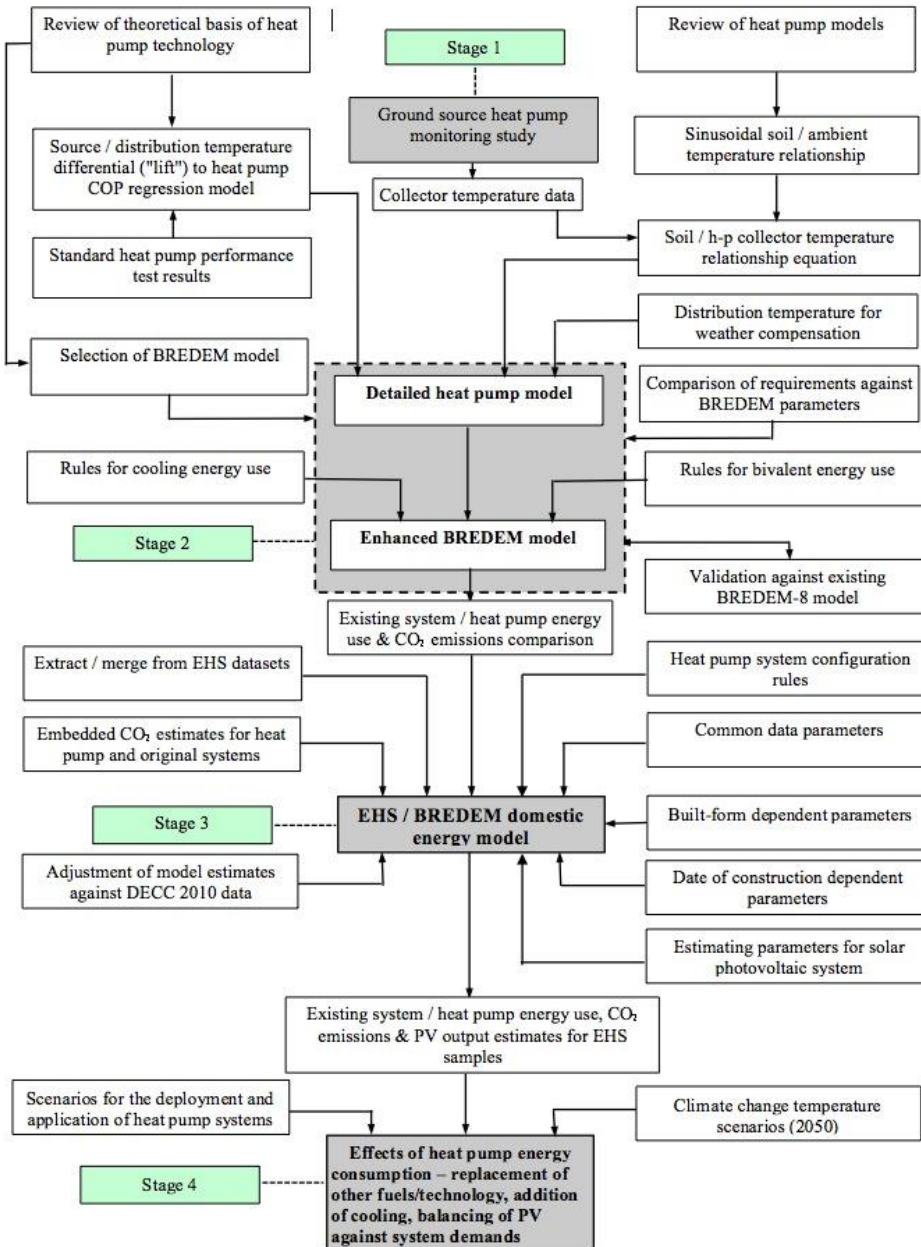 Review of theoretical basis of heat
pump technology
Stage 1
Review of heat pump models
Ground source heat pump
monitoring study
Source / distribution temperature
differential ("lift") to heat pump
COP regression model
Sinusoidal soil / ambient
temperature relationship
Collector temperature data
Standard heat pump performance
test results
Soil / h-p collector temperature
relationship equation
Distribution temperature for
weather compensation
Selection of BREDEM model
Detailed heat pump model
Comparison of requirements against
BREDEM parameters
Rules for cooling energy use
Rules for bivalent energy use
Stage 2
Enhanced BREDEM model
Validation against existing
BREDEM-8 model
Existing system / heat pump energy
use & CO₂ emissions comparison
Extract / merge from EHS datasets
Heat pump system configuration
rules
Embedded CO₂ estimates for heat
pump and original systems
Common data parameters
Stage 3
EHS / BREDEM domestic
energy model
Built-form dependent parameters
Adjustment of model estimates
against DECC 2010 data
Date of construction dependent
parameters
Estimating parameters for solar
photovoltaic system
Existing system / heat pump energy use, CO₂
emissions & PV output estimates for EHS
samples
Scenarios for the deployment and
application of heat pump systems
Climate change temperature
scenarios (2050)
Stage 4
Effects of heat pump energy
consumption – replacement of
other fuels/technology, addition
of cooling, balancing of PV
against system demands